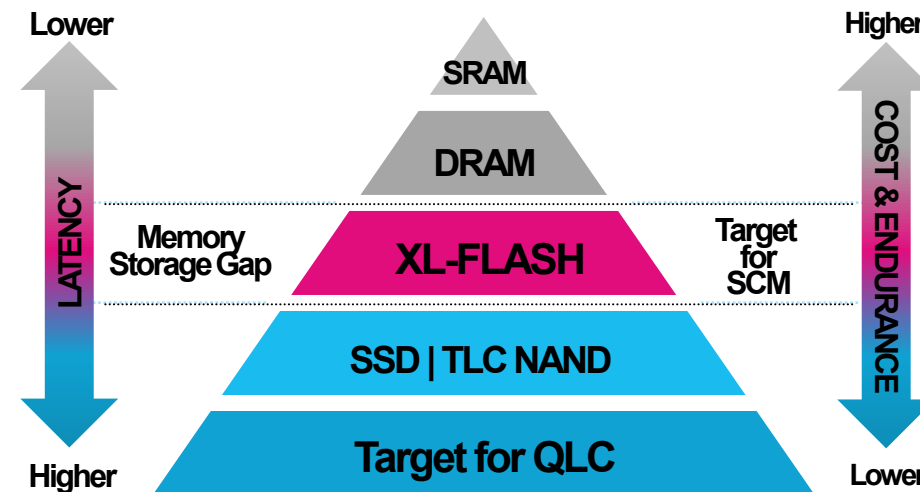 Lower
Higher
SRAM
DRAM
LATENCY
COST & ENDURANCE
Memory
Storage Gap
XL-FLASH
Target
for
SCM
SSD | TLC NAND
Target for QLC
Higher
Lower